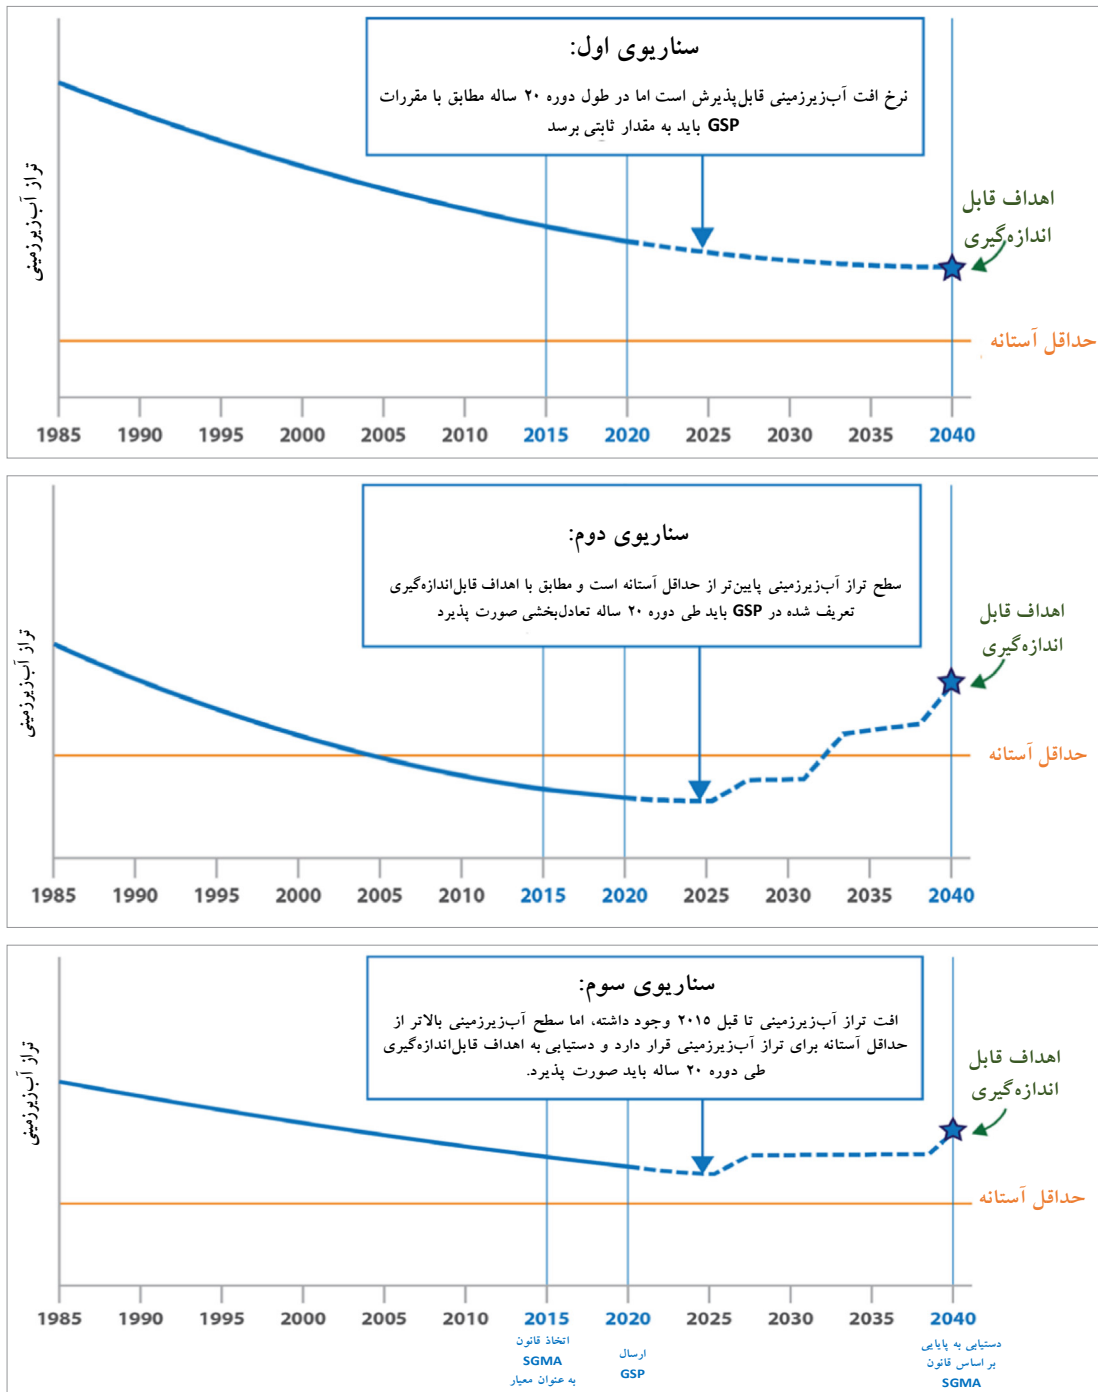 سناریوی اول:
نرخ افت آب‌زیرزمینی قابل‌پذیرش است اما در طول دوره ۲۰ ساله مطابق با مقررات
GSP باید به مقدار ثابتی برسد
تراز آب‌زیرزمینی
اهداف قابل
اندازه‌گیری
حداقل آستانه
1985 1990 1995 2000 2005 2010 2015 2020 2025 2030 2035 2040
سناریوی دوم:
سطح تراز آب‌زیرزمینی پایین‌تر از حداقل آستانه است و مطابق با اهداف قابل‌اندازه‌گیری
تعریف شده در GSP باید طی دوره ۲۰ ساله تعادل‌بخشی صورت پذیرد
تراز آب‌زیرزمینی
اهداف قابل
اندازه‌گیری
حداقل آستانه
1985 1990 1995 2000 2005 2010 2015 2020 2025 2030 2035 2040
سناریوی سوم:
افت تراز آب‌زیرزمینی تا قبل ۲۰۱۵ وجود داشته، اما سطح آب‌زیرزمینی بالاتر از
حداقل آستانه برای تراز آب‌زیرزمینی قرار دارد و دستیابی به اهداف قابل‌اندازه‌گیری
طی دوره ۲۰ ساله باید صورت پذیرد.
تراز آب‌زیرزمینی
اهداف قابل
اندازه‌گیری
حداقل آستانه
1985 1990 1995 2000 2005 2010 2015 2020 2025 2030 2035 2040
اتخاذ قانون
SGMA
به عنوان معیار
ارسال
GSP
دستیابی به پایایی
بر اساس قانون
SGMA